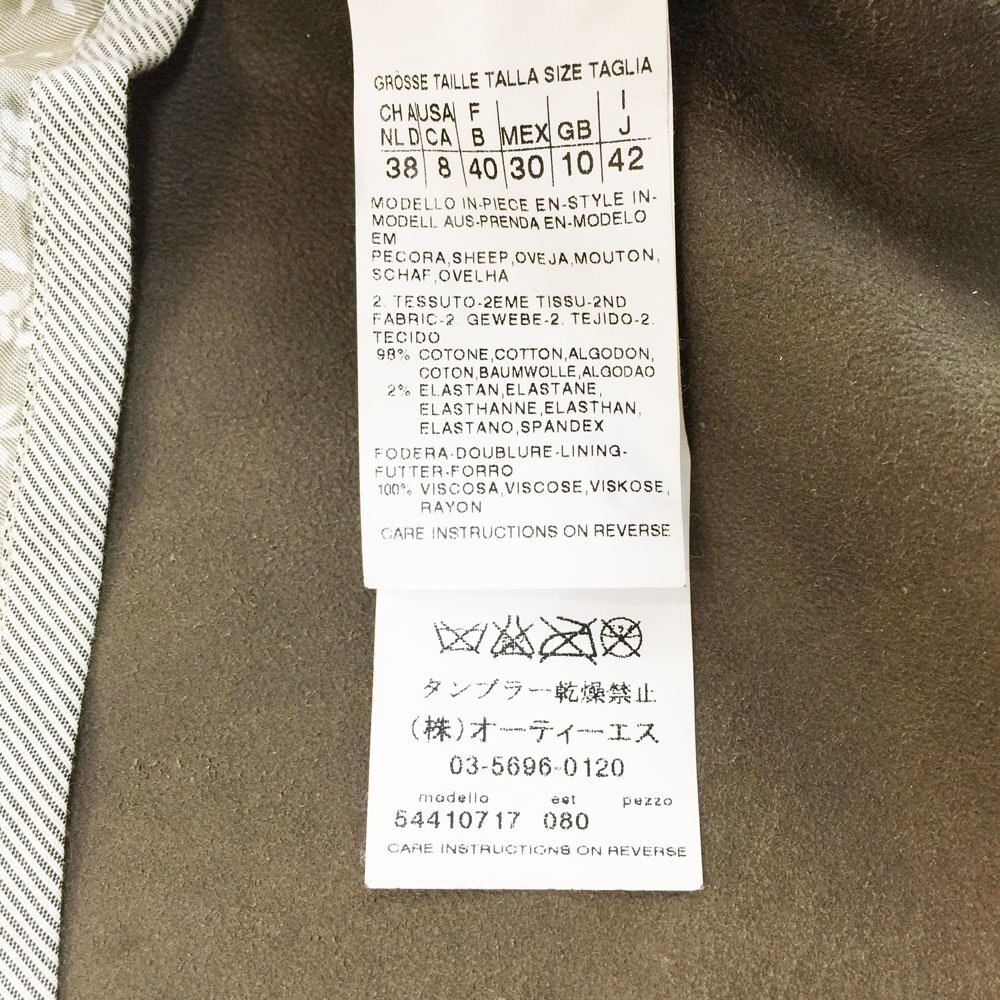 GRÖSSE TAILLE TALLA SIZE TAGLIA
CH A USA F I
NL D CA B MEX GB J
38 8 40 30 10 42
MODELLO IN-PIECE EN-STYLE IN-
MODELL AUS-PRENDA EN-MODELO
EM
PECORA,SHEEP,OVEJA,MOUTON,
SCHAF,OVELHA
2. TESSUTO-2EME TISSU-2ND
FABRIC-2. GEWEBE-2. TEJIDO-2.
TECIDO
98% COTONE,COTTON,ALGODON,
COTON,BAUMWOLLE,ALGODAO
2% ELASTAN,ELASTANE,
ELASTHANNE,ELASTHAN,
ELASTANO,SPANDEX
FODERA-DOUBLURE-LINING-
FUTTER-FORRO
100% VISCOSA,VISCOSE,VISKOSE,
RAYON
CARE INSTRUCTIONS ON REVERSE
タンブラー乾燥禁止
(株)オーティーエス
03-5696-0120
modello est pezzo
54410717 080
CARE INSTRUCTIONS ON REVERSE